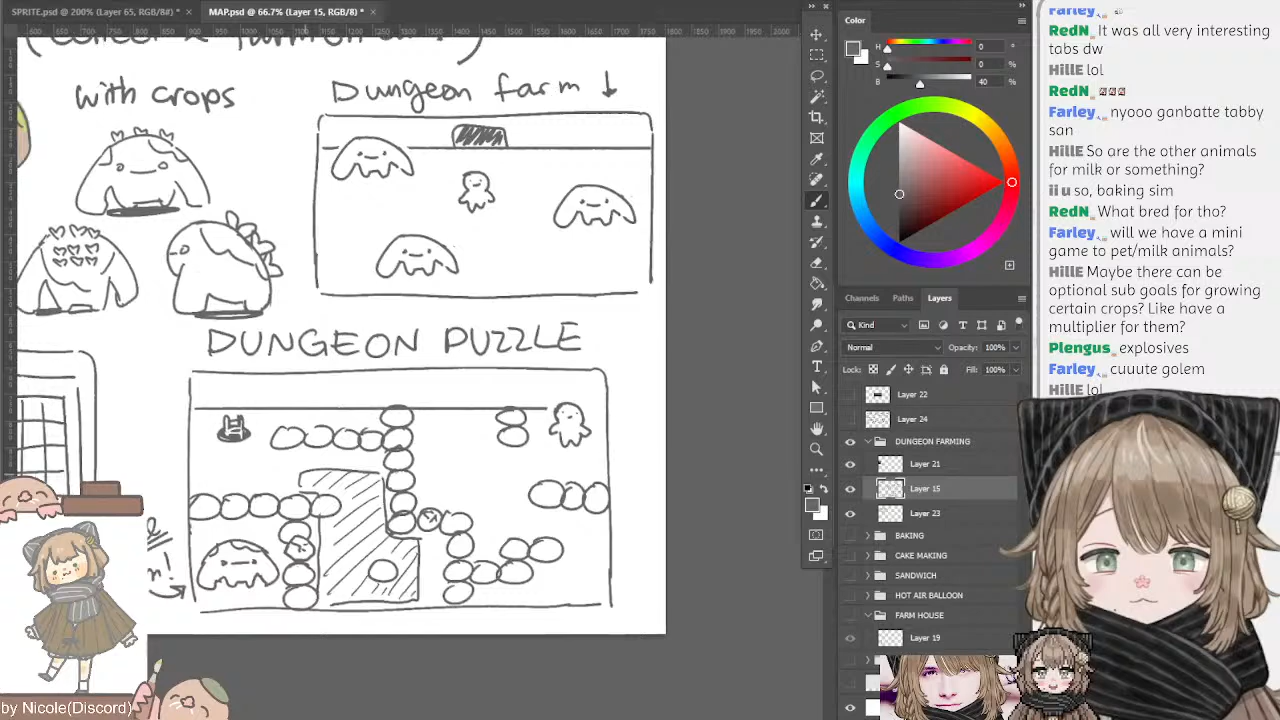 SPRITE.psd @ 200% (Layer 65, RGB/8#) *
MAP.psd @ 66.7% (Layer 15, RGB/8) *
with crops
Dungeon farm ↓
DUNGEON PUZZLE
by Nicole(Discord)
Color
H 0 °
S 0 %
B 40 %
Channels Paths Layers
Kind
Normal Opacity: 100%
Lock: Fill: 100%
Layer 22
Layer 24
DUNGEON FARMING
Layer 21
Layer 15
Layer 23
BAKING
CAKE MAKING
SANDWICH
HOT AIR BALLOON
FARM HOUSE
Layer 19
Farley
RedN It was all very interesting
tabs dw
HillE lol
RedN
Farley nyooo ganbatte tabby
san
HillE So are these animals
for milk or something?
ii u so, baking sim
RedN What bred for tho?
Farley will we have a mini
game to pet/milk animals?
HillE Maybe there can be
optional sub goals for growing
certain crops? Like have a
multiplier for them?
Plengus explosives
Farley cuuute golem
HillE lol